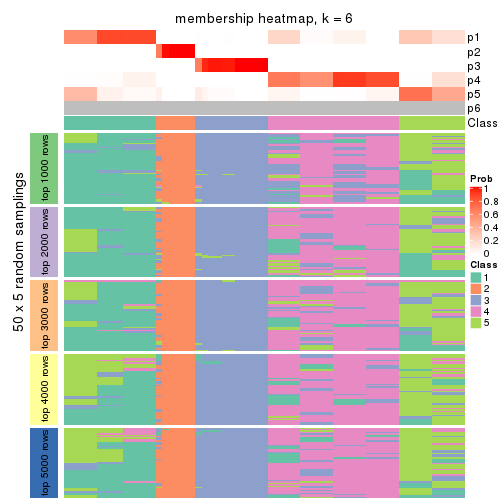 membership heatmap, k = 6
p1
p2
p3
p4
p5
p6
Class
50 x 5 random samplings
top 1000 rows
top 2000 rows
top 3000 rows
top 4000 rows
top 5000 rows
Prob
1
0.8
0.6
0.4
0.2
0
Class
1
2
3
4
5